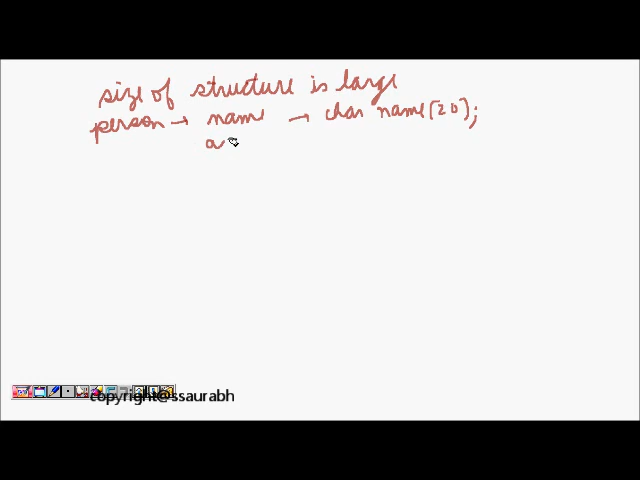 size of structure is large
person → name → char name[20];
a
copyright@ssaurabh